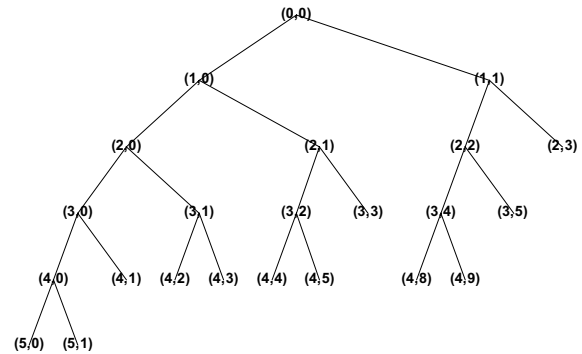 (0,0)
(1,0) (1,1)
(2,0) (2,1) (2,2) (2,3)
(3,0) (3,1) (3,2) (3,3) (3,4) (3,5)
(4,0) (4,1) (4,2) (4,3) (4,4) (4,5) (4,8) (4,9)
(5,0) (5,1)